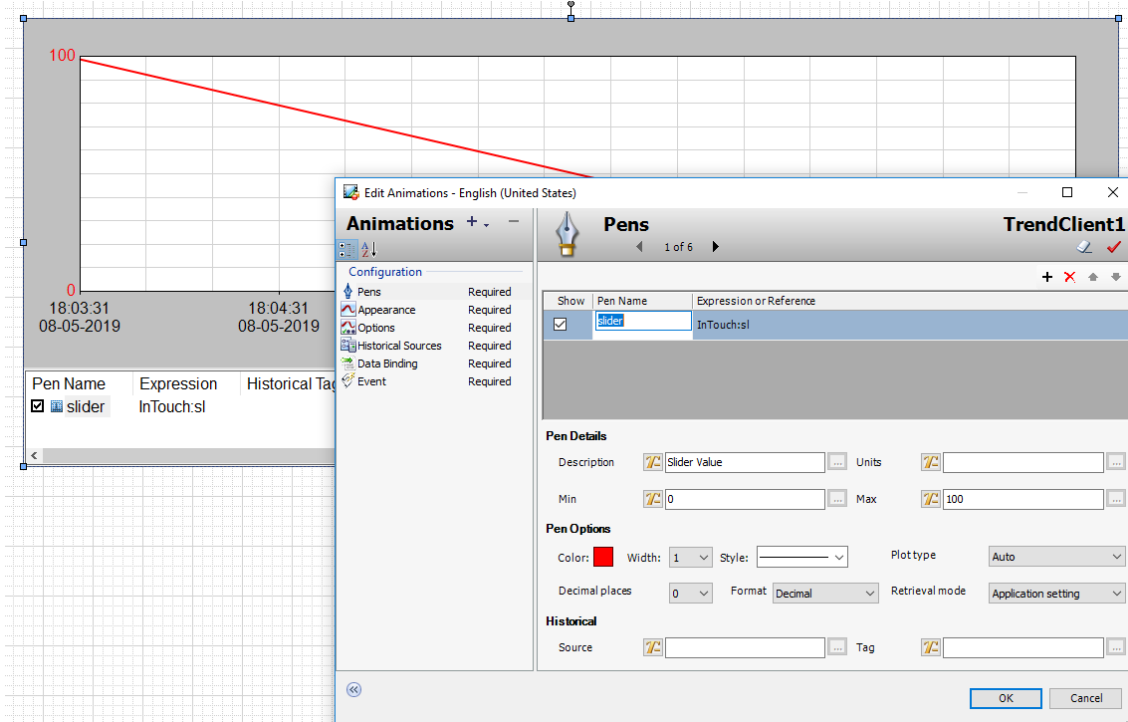 100
0
18:03:31
08-05-2019
18:04:31
08-05-2019
Pen Name Expression Historical Tag
slider InTouch:sl
<
Edit Animations - English (United States)
Animations + -
Configuration
Pens Required
Appearance Required
Options Required
Historical Sources Required
Data Binding Required
Event Required
Pens TrendClient1
1 of 6
Show Pen Name Expression or Reference
slider InTouch:sl
Pen Details
Description Slider Value ... Units ...
Min 0 ... Max 100 ...
Pen Options
Color: Width: 1 Style: Plot type Auto
Decimal places 0 Format Decimal Retrieval mode Application setting
Historical
Source ... Tag ...
OK Cancel